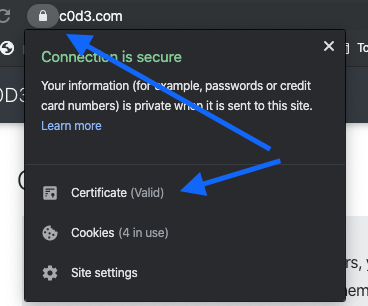 c0d3.com
To
0D3
Connection is secure
Your information (for example, passwords or credit
card numbers) is private when it is sent to this site.
Learn more
Certificate (Valid)
Cookies (4 in use)
Site settings
rs, y